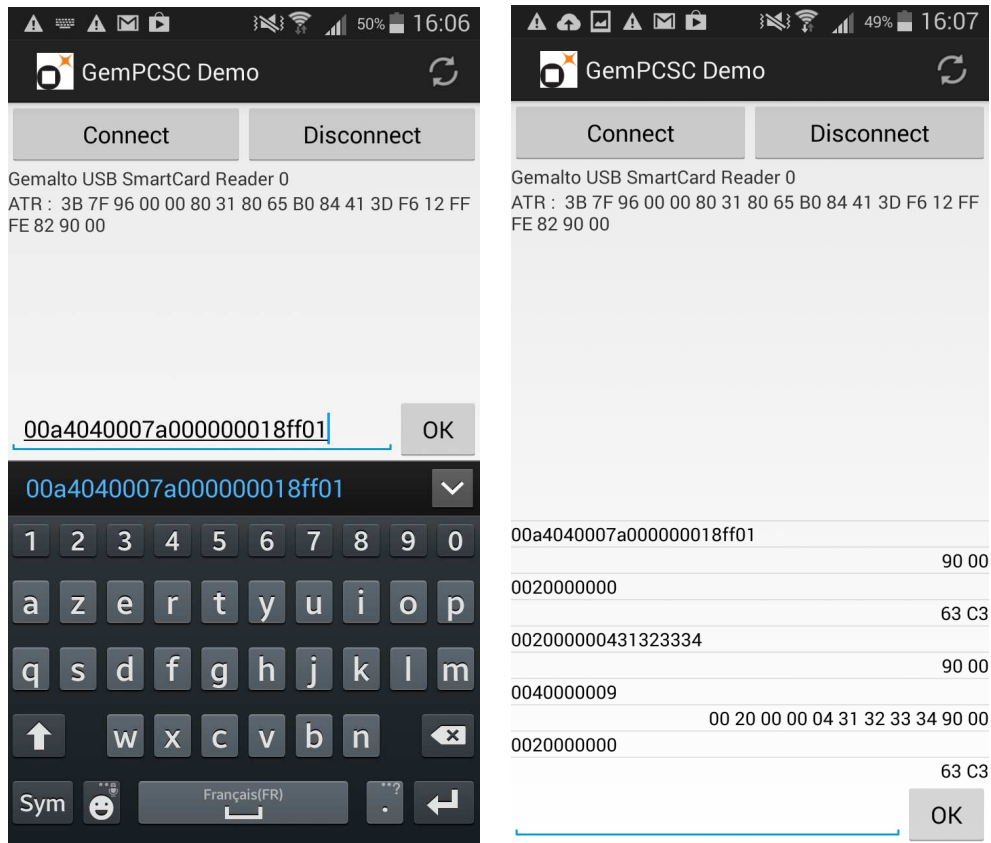 50% 16:06
GemPCSC Demo
Connect Disconnect
Gemalto USB SmartCard Reader 0
ATR : 3B 7F 96 00 00 80 31 80 65 B0 84 41 3D F6 12 FF
FE 82 90 00
00a4040007a000000018ff01 OK
00a4040007a000000018ff01
1 2 3 4 5 6 7 8 9 0
a z e r t y u i o p
q s d f g h j k l m
w x c v b n
Sym Français(FR) . ...?
49% 16:07
GemPCSC Demo
Connect Disconnect
Gemalto USB SmartCard Reader 0
ATR : 3B 7F 96 00 00 80 31 80 65 B0 84 41 3D F6 12 FF
FE 82 90 00
00a4040007a000000018ff01
90 00
0020000000
63 C3
002000000431323334
90 00
0040000009
00 20 00 00 04 31 32 33 34 90 00
0020000000
63 C3
OK